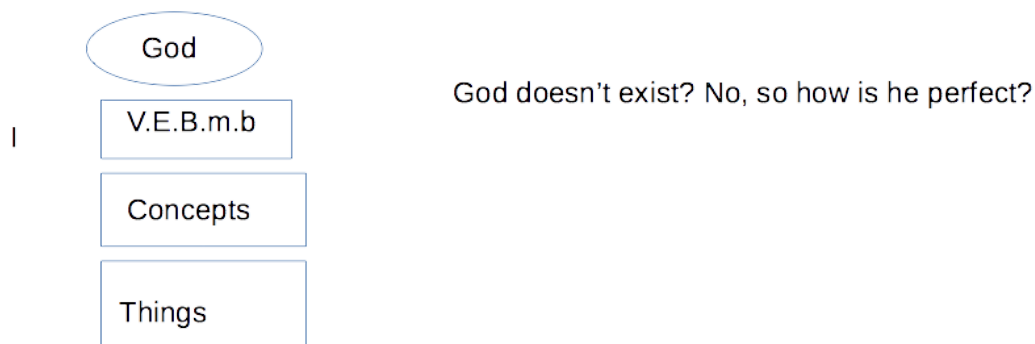 God
God doesn’t exist? No, so how is he perfect?
V.E.B.m.b
I
Concepts
Things